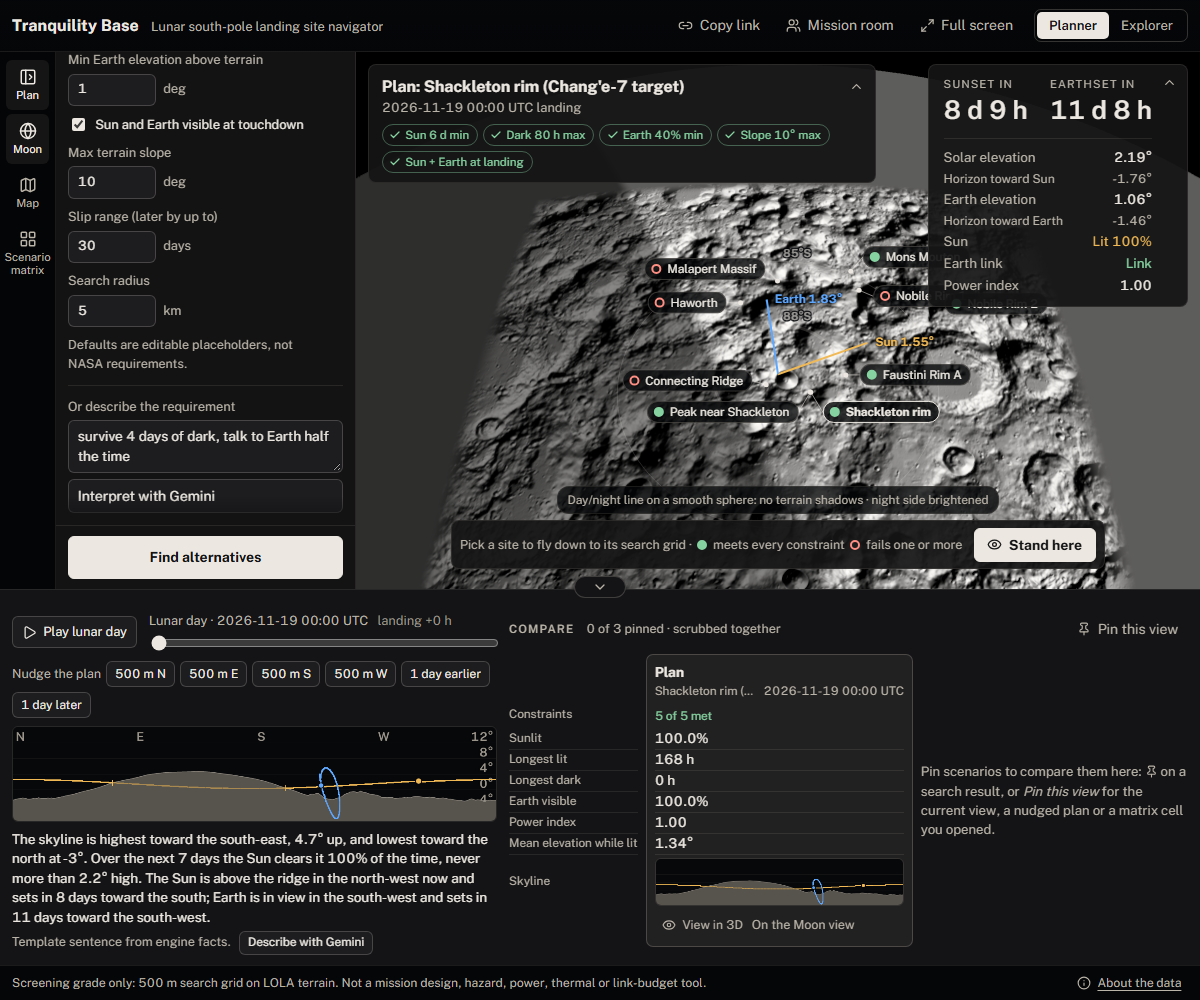 Tranquility Base Lunar south-pole landing site navigator
Copy link
Mission room
Full screen
Planner
Explorer
Plan
Moon
Map
Scenario
matrix
Min Earth elevation above terrain
1 deg
Sun and Earth visible at touchdown
Max terrain slope
10 deg
Slip range (later by up to)
30 days
Search radius
5 km
Defaults are editable placeholders, not
NASA requirements.
Or describe the requirement
survive 4 days of dark, talk to Earth half
the time
Interpret with Gemini
Find alternatives
Plan: Shackleton rim (Chang'e-7 target)
2026-11-19 00:00 UTC landing
Sun 6 d min
Dark 80 h max
Earth 40% min
Slope 10° max
Sun + Earth at landing
SUNSET IN EARTHSET IN
8 d 9 h 11 d 8 h
Solar elevation 2.19°
Horizon toward Sun -1.76°
Earth elevation 1.06°
Horizon toward Earth -1.46°
Sun Lit 100%
Earth link Link
Power index 1.00
85°S
Mons M
Malapert Massif
Haworth
Earth 1.83°
88°S
Nobile
Nobile Rim 2
Sun 1.55°
Connecting Ridge
Faustini Rim A
Peak near Shackleton
Shackleton rim
Day/night line on a smooth sphere: no terrain shadows · night side brightened
Pick a site to fly down to its search grid · meets every constraint fails one or more
Stand here
Play lunar day
Lunar day · 2026-11-19 00:00 UTC landing +0 h
Nudge the plan
500 m N
500 m E
500 m S
500 m W
1 day earlier
1 day later
N E S W 12°
8°
4°
0°
4°
The skyline is highest toward the south-east, 4.7° up, and lowest toward the
north at -3°. Over the next 7 days the Sun clears it 100% of the time, never
more than 2.2° high. The Sun is above the ridge in the north-west now and
sets in 8 days toward the south; Earth is in view in the south-west and sets in
11 days toward the south-west.
Template sentence from engine facts.
Describe with Gemini
COMPARE 0 of 3 pinned · scrubbed together
Pin this view
Plan
Shackleton rim (... 2026-11-19 00:00 UTC
Constraints 5 of 5 met
Sunlit 100.0%
Longest lit 168 h
Longest dark 0 h
Earth visible 100.0%
Power index 1.00
Mean elevation while lit 1.34°
Skyline
View in 3D On the Moon view
Pin scenarios to compare them here: on a
search result, or Pin this view for the
current view, a nudged plan or a matrix cell
you opened.
Screening grade only: 500 m search grid on LOLA terrain. Not a mission design, hazard, power, thermal or link-budget tool.
About the data